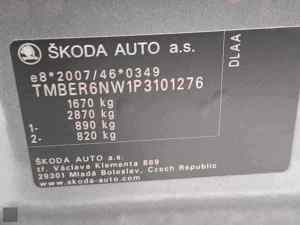 ŠKODA AUTO a.s.
e8*2007/46*0349
TMBER6NW1P3101276
1670 kg
2870 kg
1- 890 kg
2- 820 kg
ŠKODA AUTO a.s.
tř. Václava Klementa 869
29301 Mladá Boleslav, Czech Republic
www.skoda-auto.com
DLAA